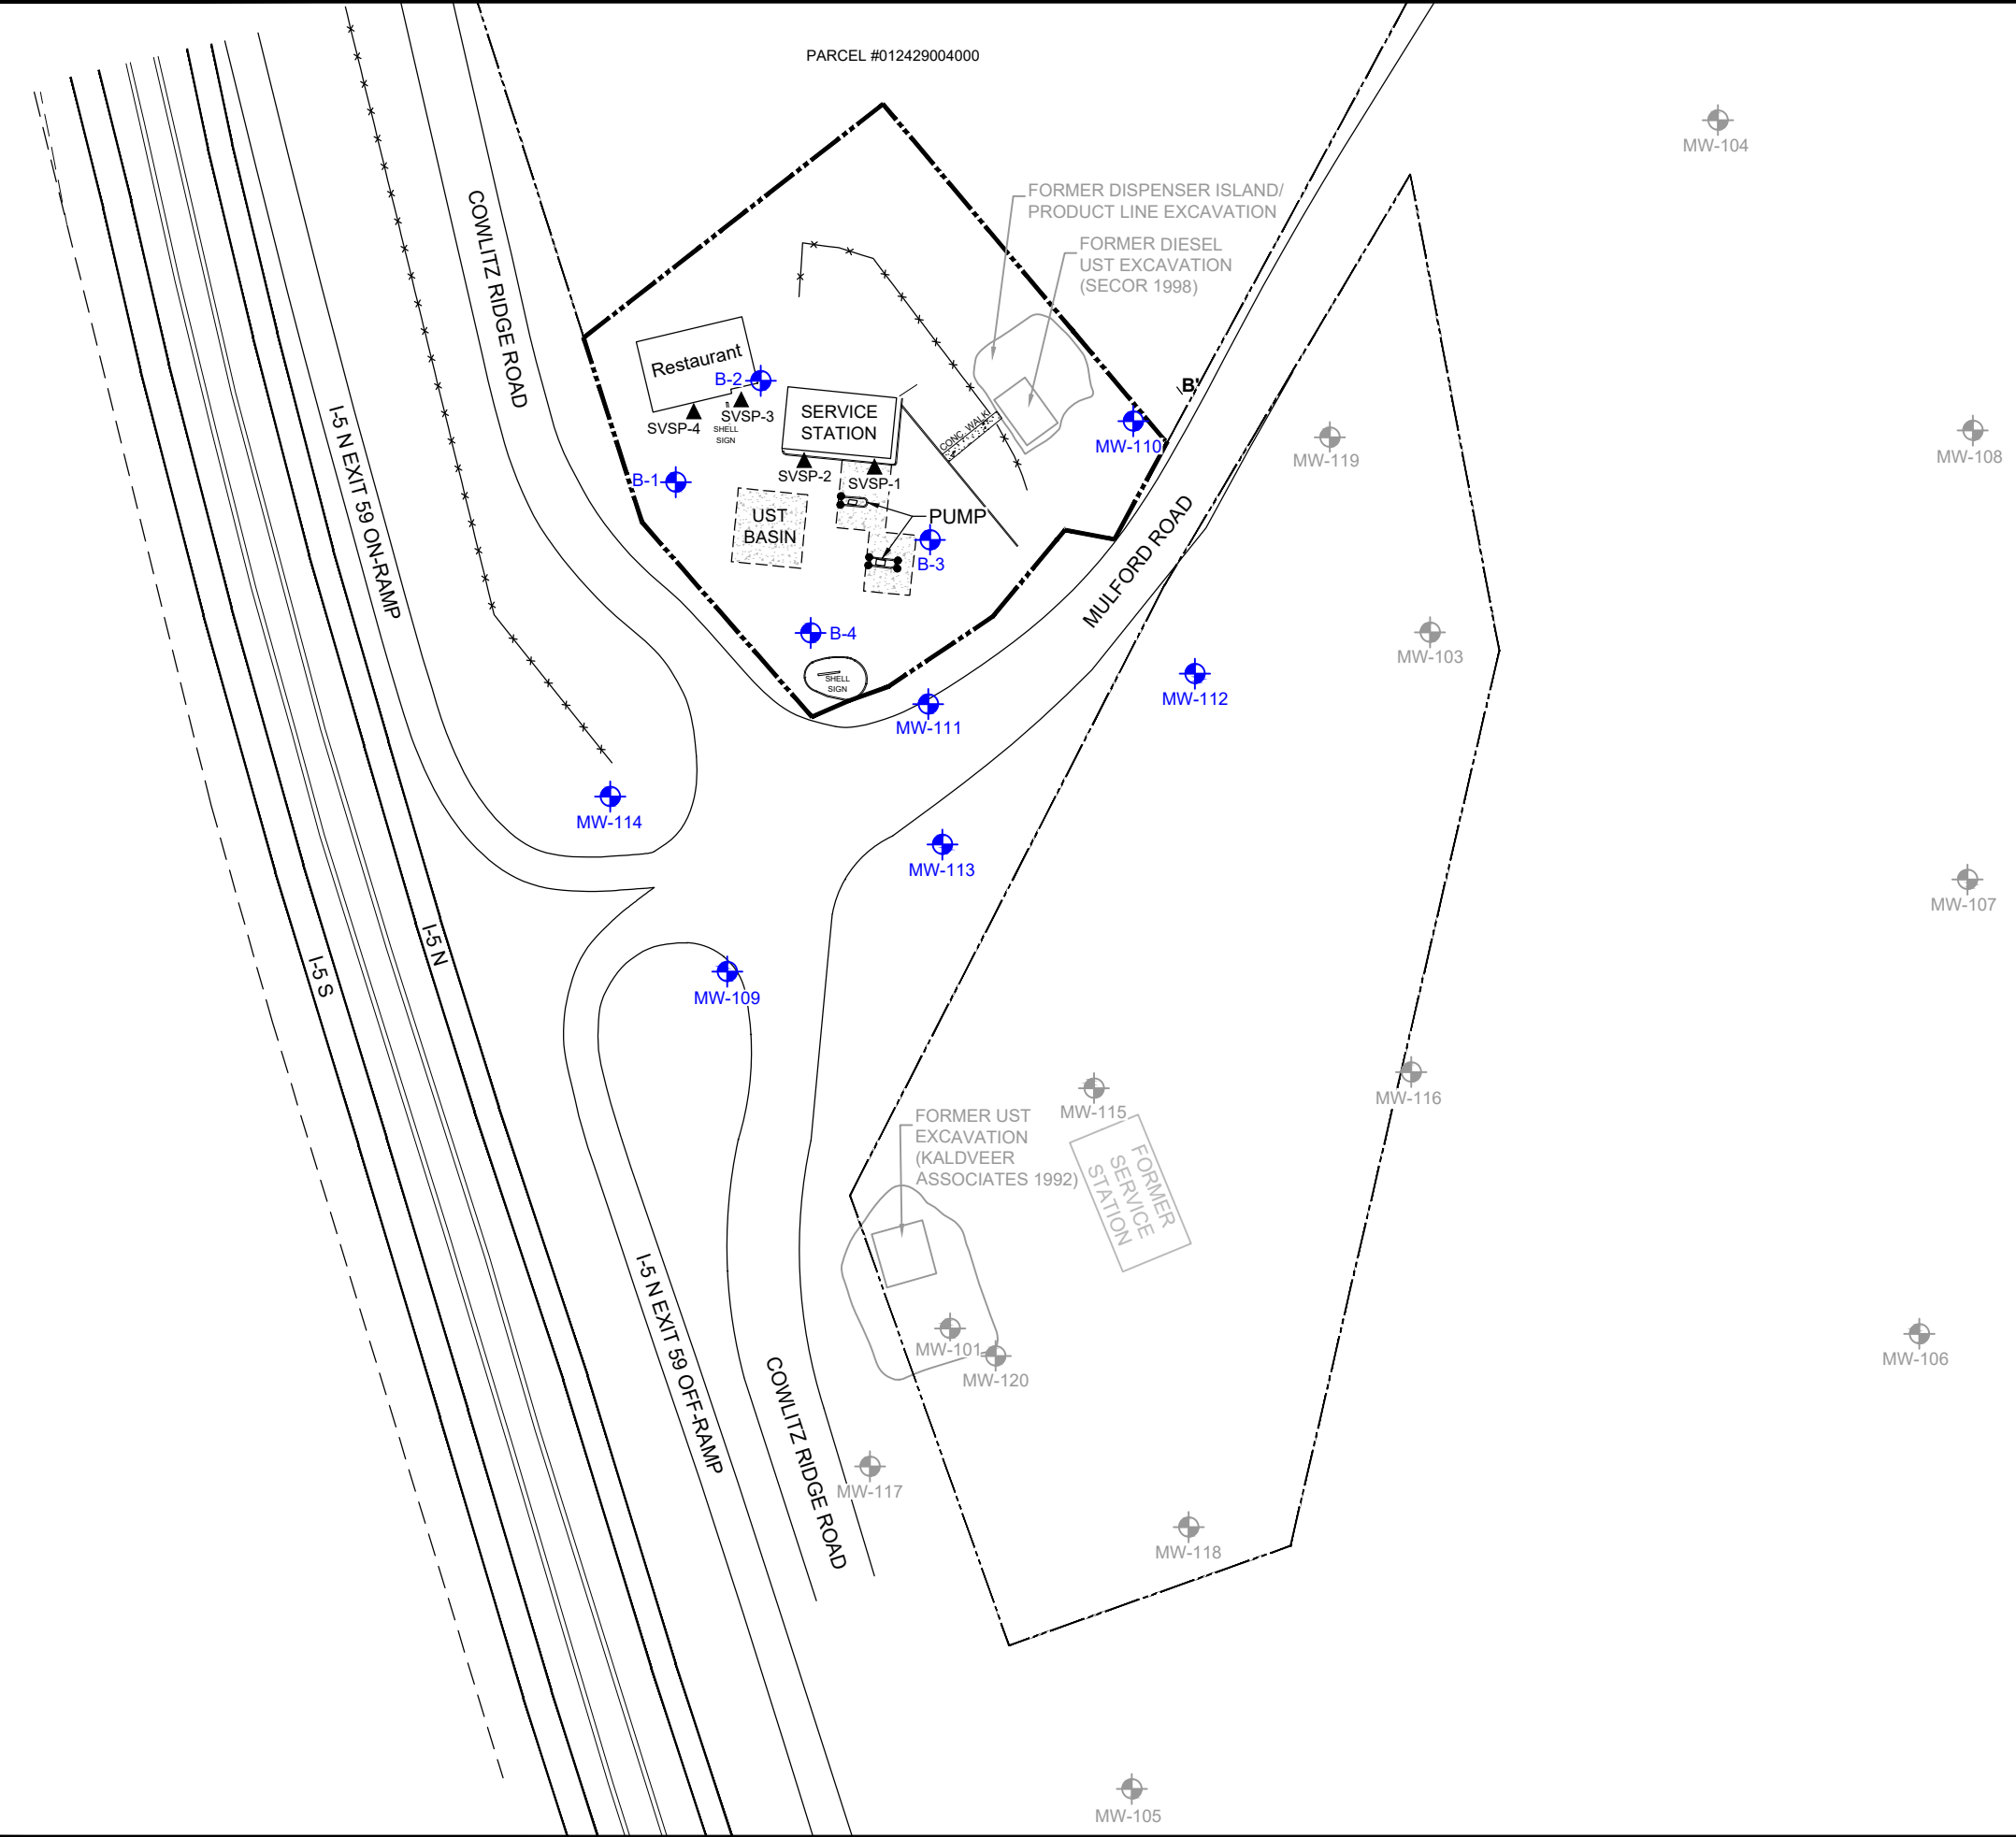 PARCEL #012429004000
MW-104
FORMER DISPENSER ISLAND/
PRODUCT LINE EXCAVATION
FORMER DIESEL
UST EXCAVATION
(SECOR 1998)
COWLITZ RIDGE ROAD
I-5 N EXIT 59 ON-RAMP
Restaurant
B-2
SVSP-3
SVSP-4
SHELL
SIGN
SERVICE
STATION
CONC. WALK
B'
MW-110
MW-119
MW-108
B-1
SVSP-2
SVSP-1
UST
BASIN
PUMP
B-3
MULFORD ROAD
B-4
SHELL
SIGN
MW-103
MW-112
MW-111
MW-114
MW-113
MW-107
I-5 S
I-5 N
MW-109
MW-116
MW-115
FORMER UST
EXCAVATION
(KALDVEER
ASSOCIATES 1992)
FORMER
SERVICE
STATION
I-5 N EXIT 59 OFF-RAMP
COWLITZ RIDGE ROAD
MW-101
MW-120
MW-106
MW-117
MW-118
MW-105